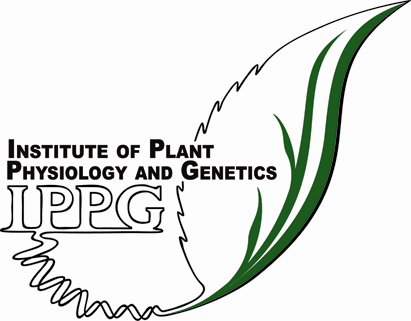 INSTITUTE OF PLANT
PHYSIOLOGY AND GENETICS
IPPG